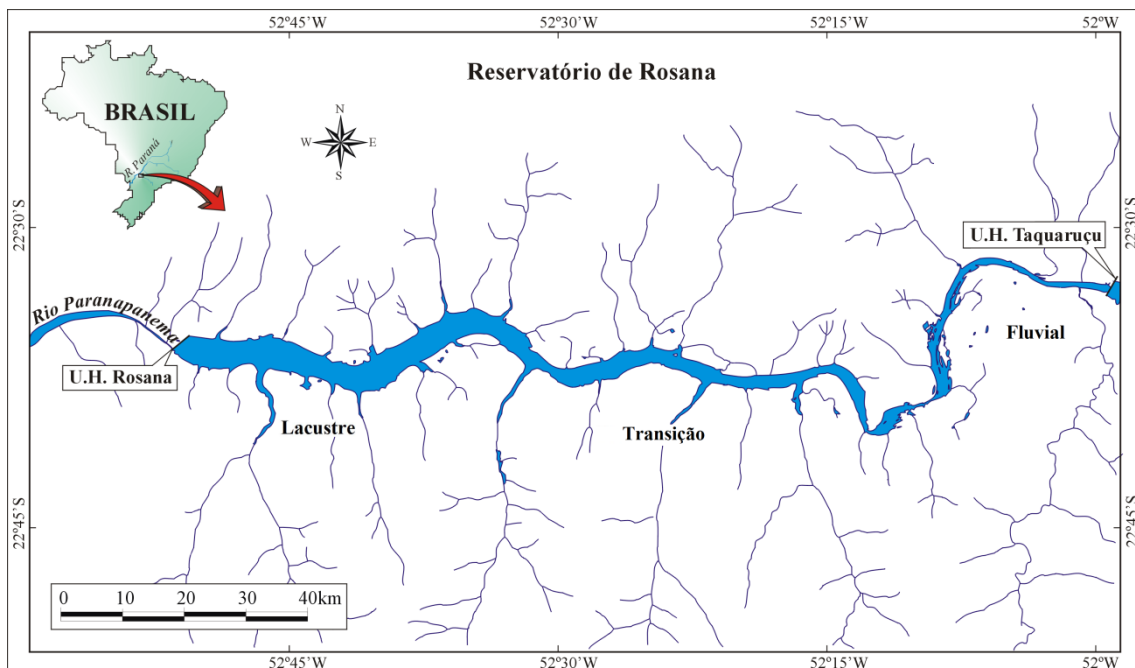 52°45'W
52°30'W
52°15'W
52°W
Reservatório de Rosana
BRASIL
R. Paraná
N
W
E
S
22°30'S
22°30'S
U.H. Taquaruçu
Rio Paranapanema
Fluvial
U.H. Rosana
Lacustre
Transição
22°45'S
22°45'S
0 10 20 30 40km
52°45'W
52°30'W
52°15'W
52°W